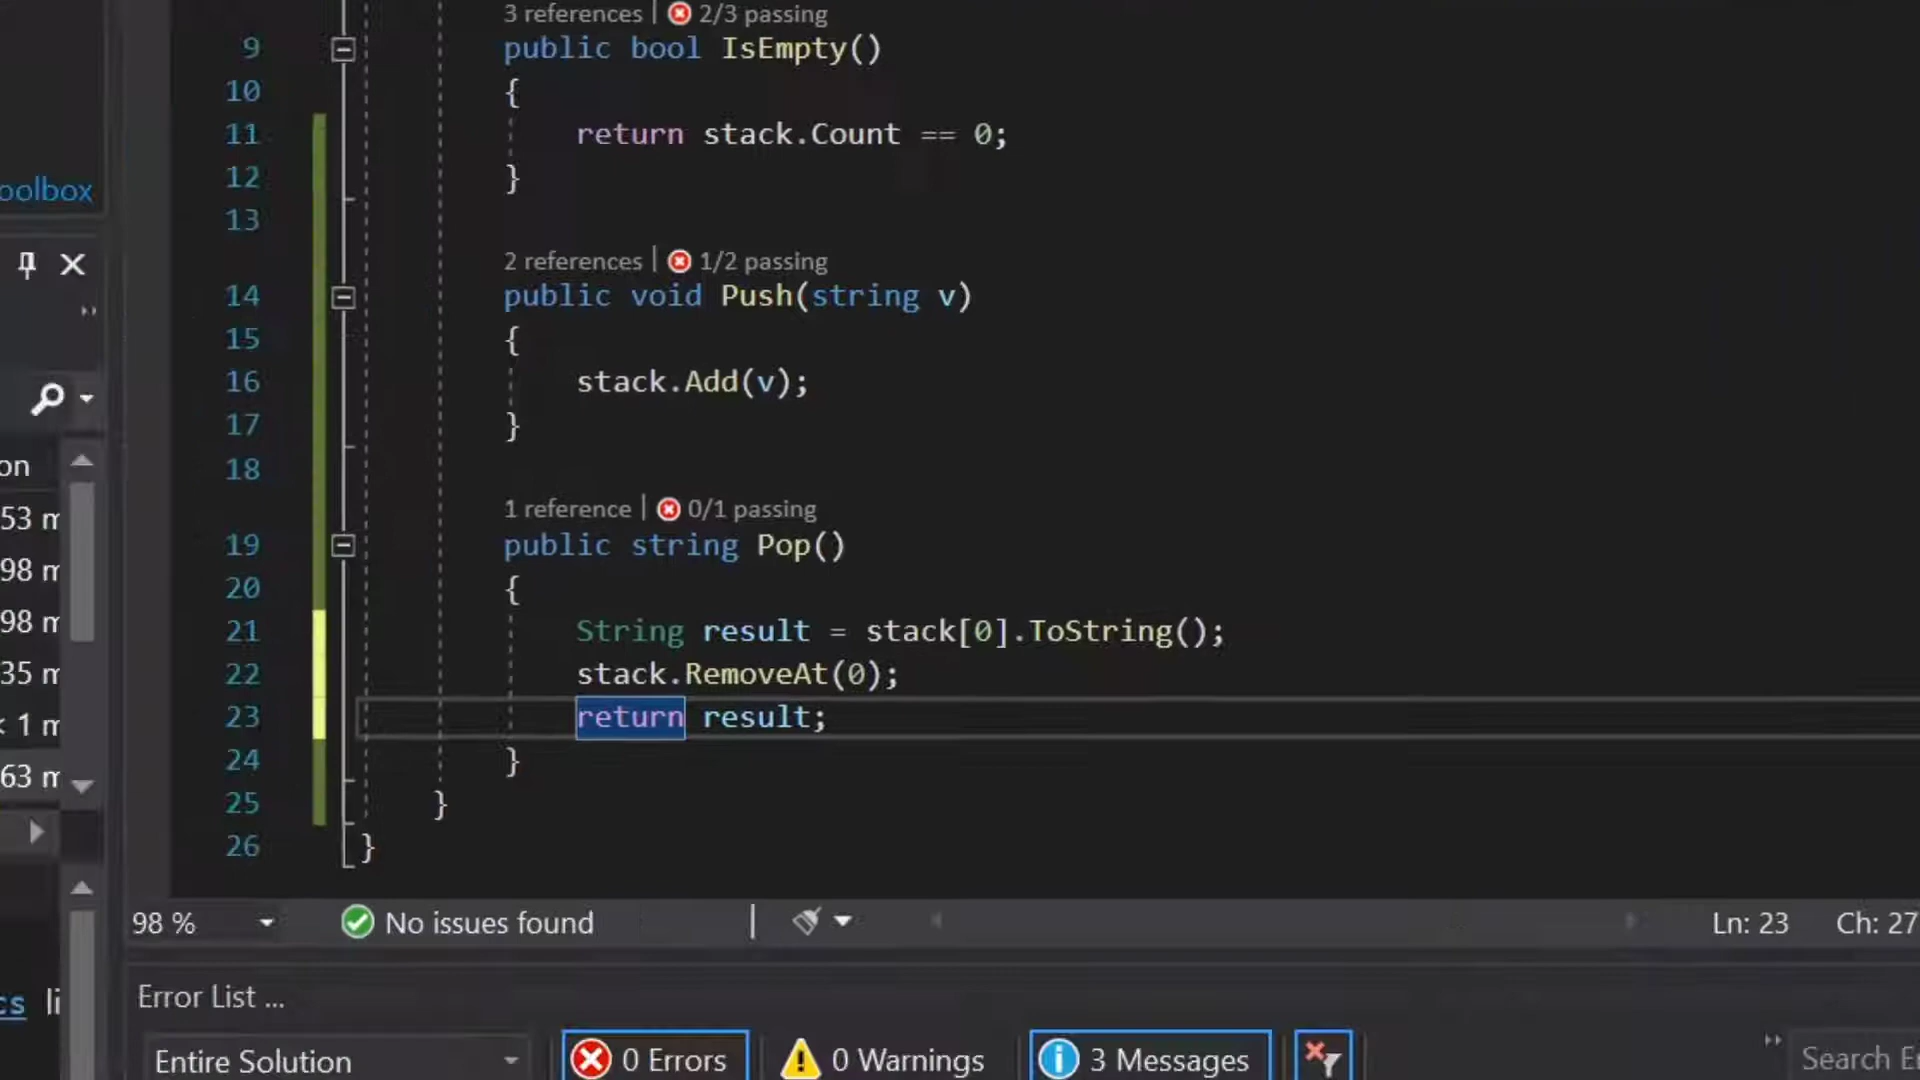 3 references | 2/3 passing
9 public bool IsEmpty()
10 {
11 return stack.Count == 0;
12 }
13
2 references | 1/2 passing
14 public void Push(string v)
15 {
16 stack.Add(v);
17 }
18
1 reference | 0/1 passing
19 public string Pop()
20 {
21 String result = stack[0].ToString();
22 stack.RemoveAt(0);
23 return result;
24 }
25 }
26 }
oolbox
on
53 m
98 m
98 m
35 m
< 1 m
63 m
98 % No issues found Ln: 23 Ch: 27
cs li
Error List ...
Entire Solution 0 Errors 0 Warnings 3 Messages Search E